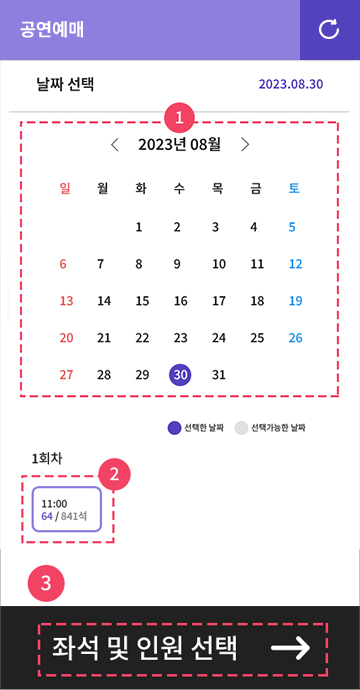 공연예매
날짜 선택 2023.08.30
1
2023년 08월
일 월 화 수 목 금 토
1 2 3 4 5
6 7 8 9 10 11 12
13 14 15 16 17 18 19
20 21 22 23 24 25 26
27 28 29 30 31
선택한 날짜 선택가능한 날짜
1회차
2
11:00
64 / 841석
3
좌석 및 인원 선택